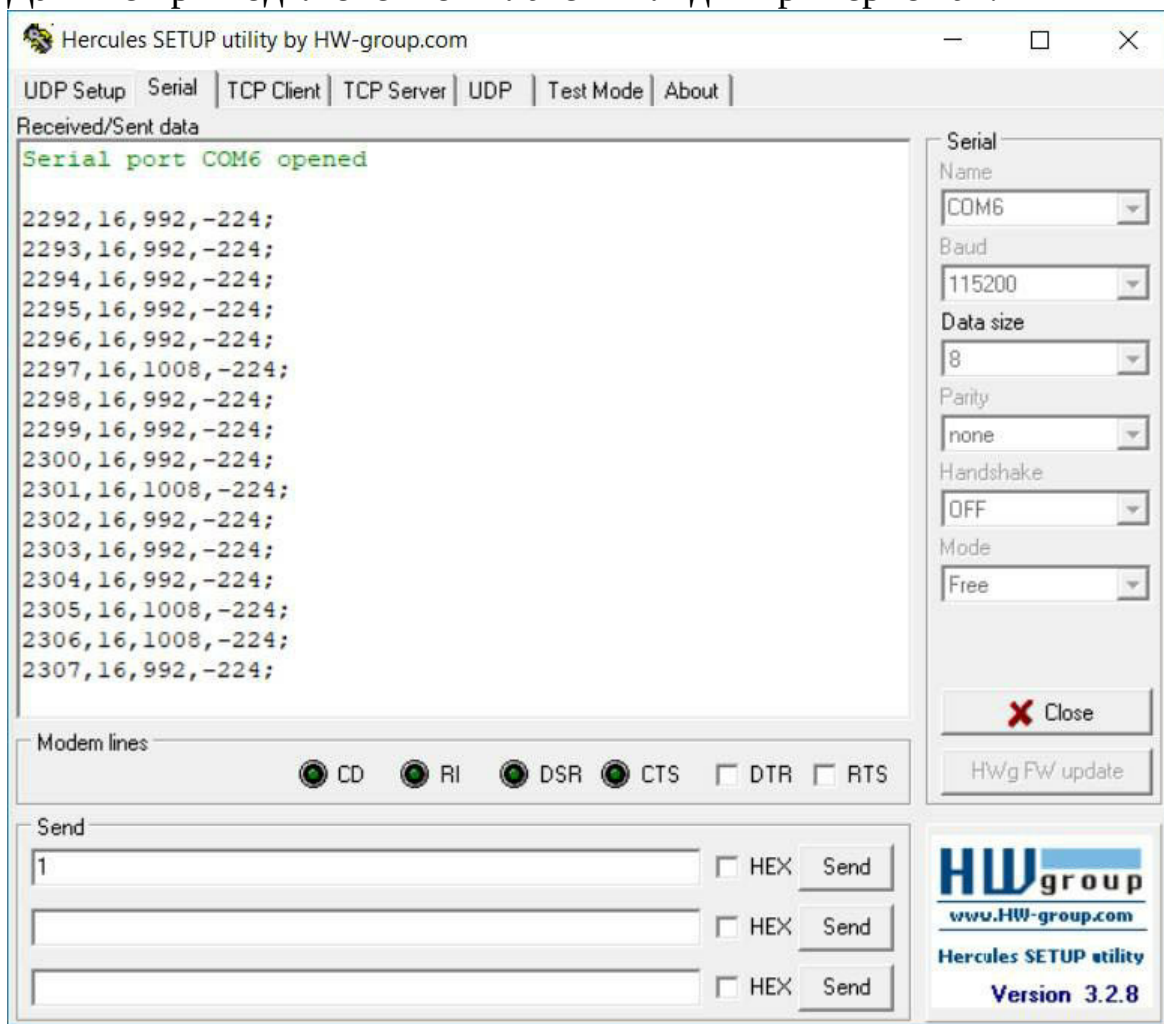 Hercules SETUP utility by HW-group.com
UDP Setup Serial TCP Client TCP Server UDP Test Mode About
Received/Sent data
Serial port COM6 opened
2292,16,992,-224;
2293,16,992,-224;
2294,16,992,-224;
2295,16,992,-224;
2296,16,992,-224;
2297,16,1008,-224;
2298,16,992,-224;
2299,16,992,-224;
2300,16,992,-224;
2301,16,1008,-224;
2302,16,992,-224;
2303,16,992,-224;
2304,16,992,-224;
2305,16,1008,-224;
2306,16,1008,-224;
2307,16,992,-224;
Serial
Name
COM6
Baud
115200
Data size
8
Parity
none
Handshake
OFF
Mode
Free
Close
HWg FW update
Modem lines
CD RI DSR CTS DTR RTS
Send
1
HEX Send
HEX Send
HEX Send
HW group
www.HW-group.com
Hercules SETUP utility
Version 3.2.8